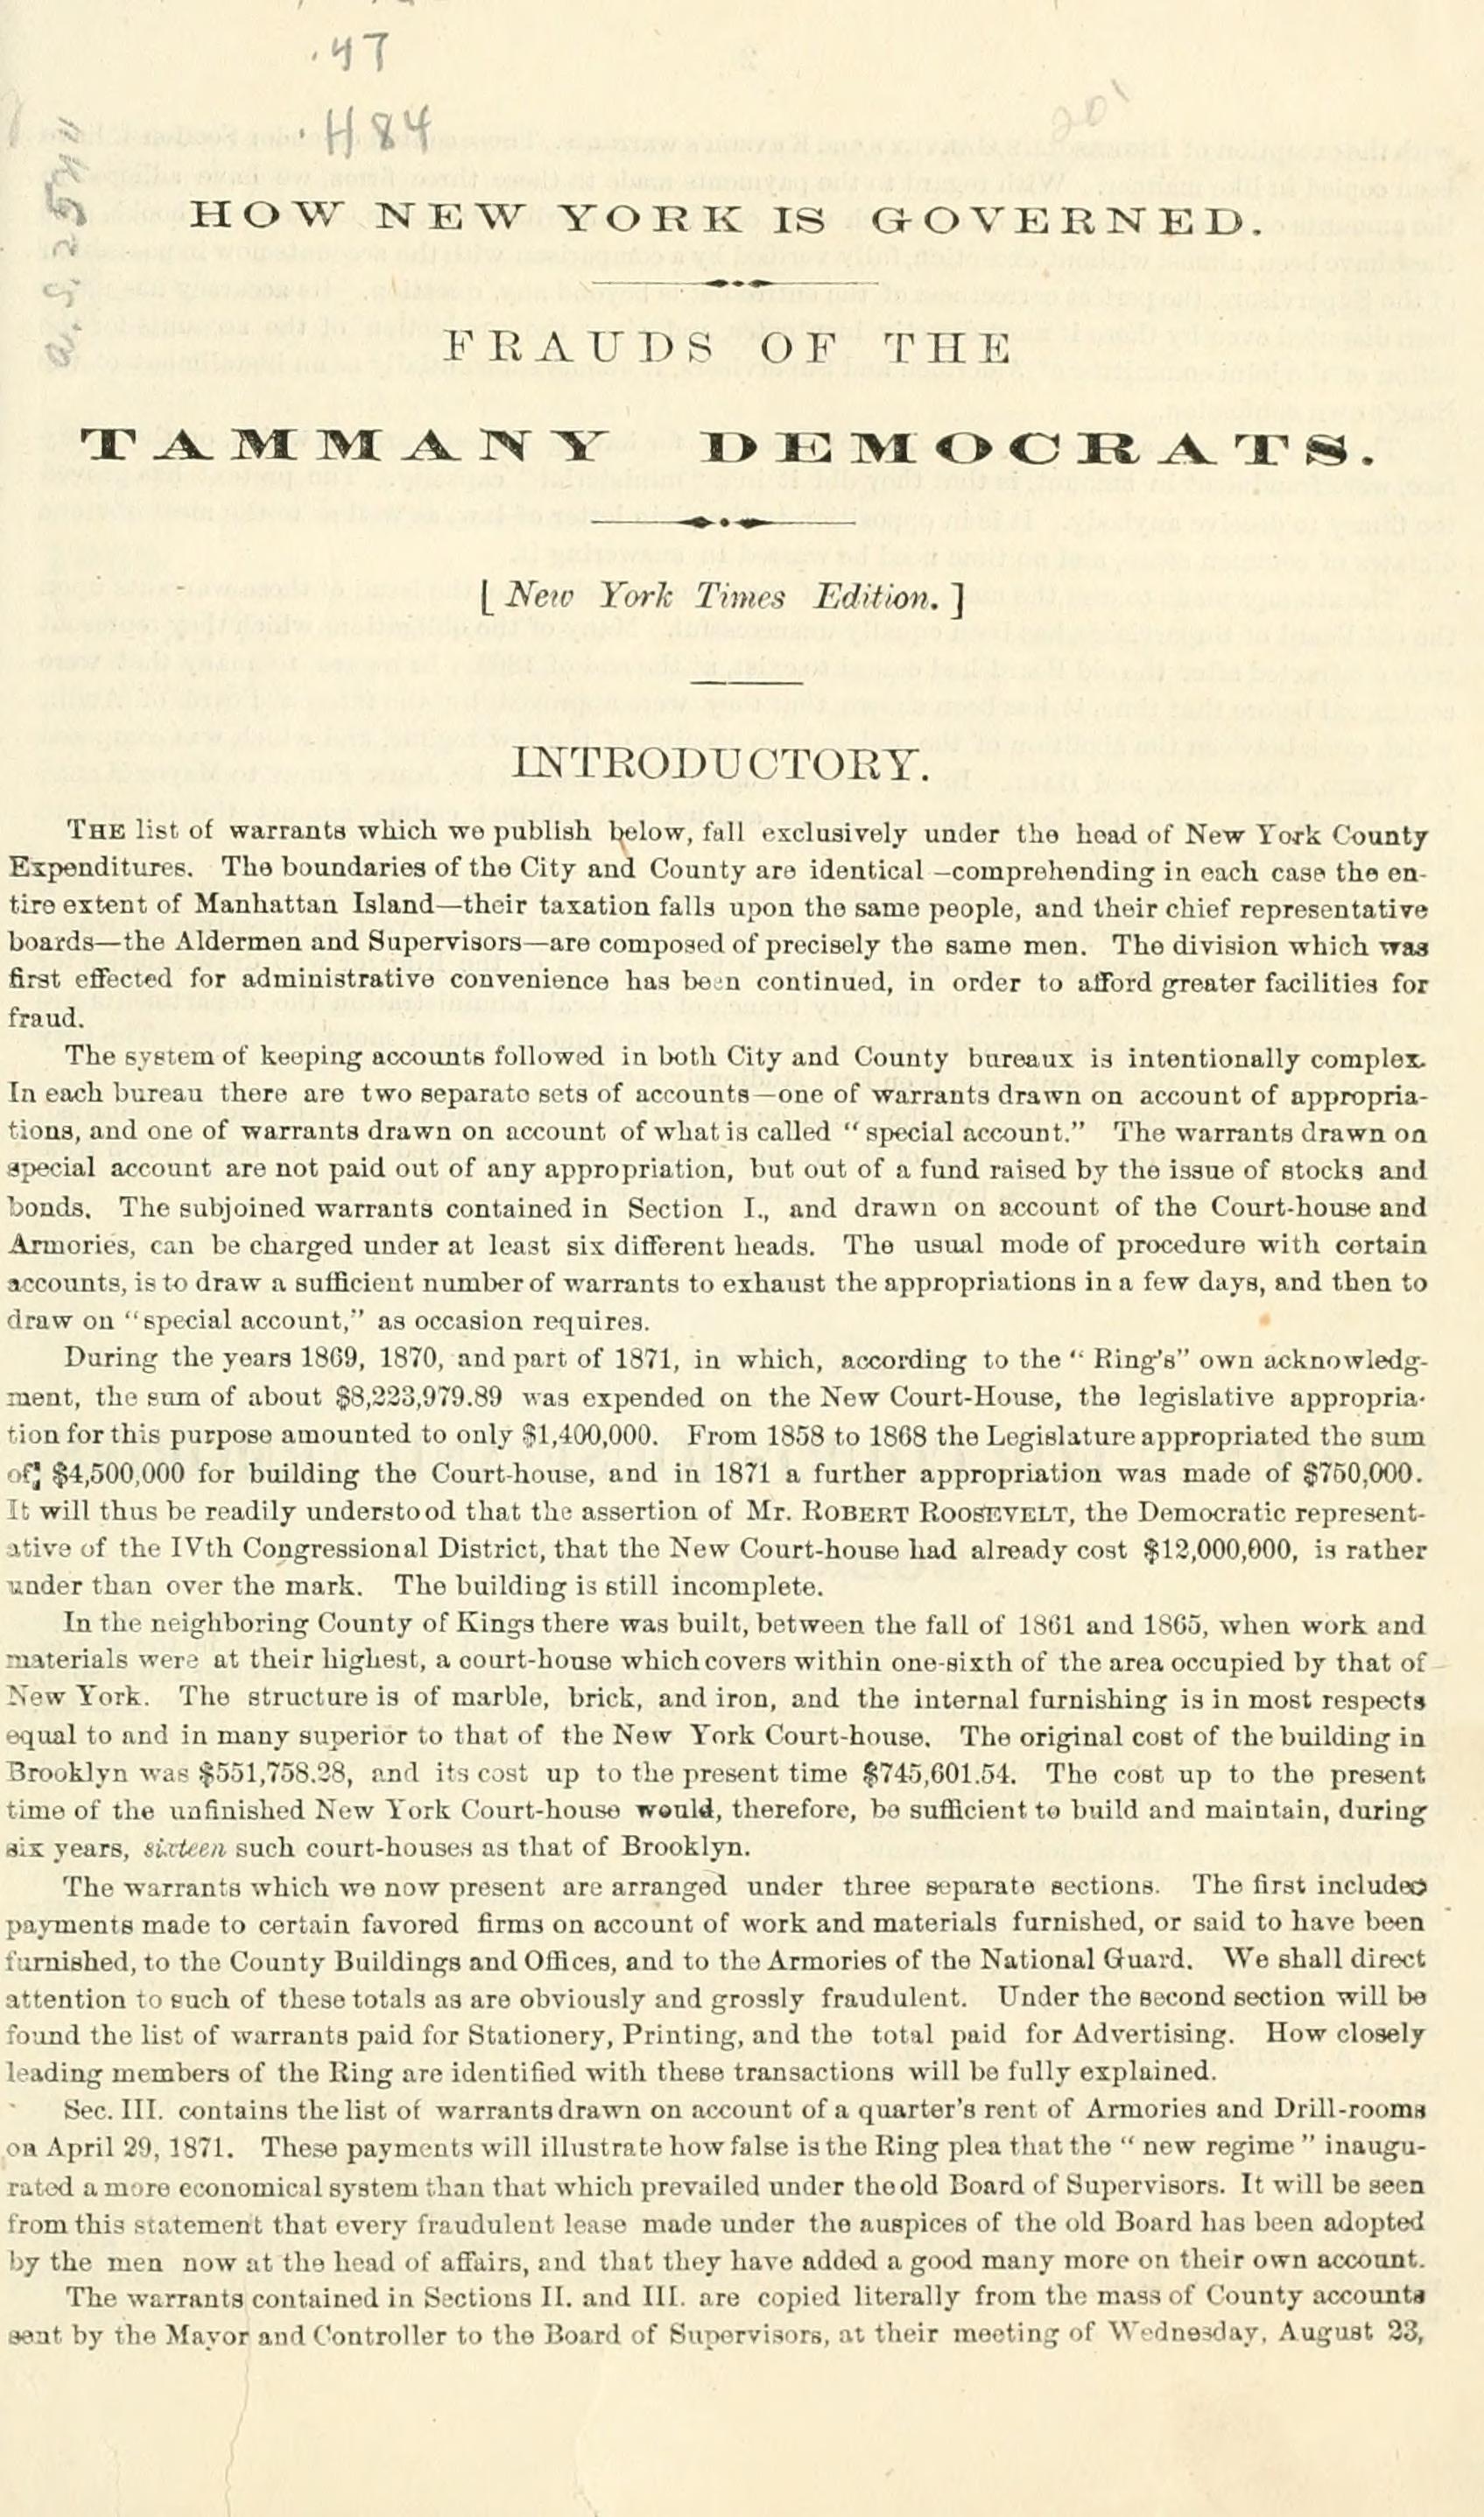 .47
.H84
HOW NEW YORK IS GOVERNED.
FRAUDS OF THE
TAMMANY DEMOCRATS.
[ New York Times Edition. ]
INTRODUCTORY.
THE list of warrants which we publish below, fall exclusively under the head of New York County
Expenditures. The boundaries of the City and County are identical —comprehending in each case the en-
tire extent of Manhattan Island—their taxation falls upon the same people, and their chief representative
boards—the Aldermen and Supervisors—are composed of precisely the same men. The division which was
first effected for administrative convenience has been continued, in order to afford greater facilities for
fraud.
The system of keeping accounts followed in both City and County bureaux is intentionally complex.
In each bureau there are two separate sets of accounts—one of warrants drawn on account of appropria-
tions, and one of warrants drawn on account of what is called "special account." The warrants drawn on
special account are not paid out of any appropriation, but out of a fund raised by the issue of stocks and
bonds. The subjoined warrants contained in Section I., and drawn on account of the Court-house and
Armories, can be charged under at least six different heads. The usual mode of procedure with certain
accounts, is to draw a sufficient number of warrants to exhaust the appropriations in a few days, and then to
draw on "special account," as occasion requires.
During the years 1869, 1870, and part of 1871, in which, according to the "Ring's" own acknowledg-
ment, the sum of about $8,223,979.89 was expended on the New Court-House, the legislative appropria-
tion for this purpose amounted to only $1,400,000. From 1858 to 1868 the Legislature appropriated the sum
of $4,500,000 for building the Court-house, and in 1871 a further appropriation was made of $750,000.
It will thus be readily understood that the assertion of Mr. ROBERT ROOSEVELT, the Democratic represent-
ative of the IVth Congressional District, that the New Court-house had already cost $12,000,000, is rather
under than over the mark. The building is still incomplete.
In the neighboring County of Kings there was built, between the fall of 1861 and 1865, when work and
materials were at their highest, a court-house which covers within one-sixth of the area occupied by that of
New York. The structure is of marble, brick, and iron, and the internal furnishing is in most respects
equal to and in many superior to that of the New York Court-house. The original cost of the building in
Brooklyn was $551,758.28, and its cost up to the present time $745,601.54. The cost up to the present
time of the unfinished New York Court-house would, therefore, be sufficient to build and maintain, during
six years, sixteen such court-houses as that of Brooklyn.
The warrants which we now present are arranged under three separate sections. The first includes
payments made to certain favored firms on account of work and materials furnished, or said to have been
furnished, to the County Buildings and Offices, and to the Armories of the National Guard. We shall direct
attention to such of these totals as are obviously and grossly fraudulent. Under the second section will be
found the list of warrants paid for Stationery, Printing, and the total paid for Advertising. How closely
leading members of the Ring are identified with these transactions will be fully explained.
Sec. III. contains the list of warrants drawn on account of a quarter's rent of Armories and Drill-rooms
on April 29, 1871. These payments will illustrate how false is the Ring plea that the "new regime" inaugu-
rated a more economical system than that which prevailed under the old Board of Supervisors. It will be seen
from this statement that every fraudulent lease made under the auspices of the old Board has been adopted
by the men now at the head of affairs, and that they have added a good many more on their own account.
The warrants contained in Sections II. and III. are copied literally from the mass of County accounts
sent by the Mayor and Controller to the Board of Supervisors, at their meeting of Wednesday, August 23,